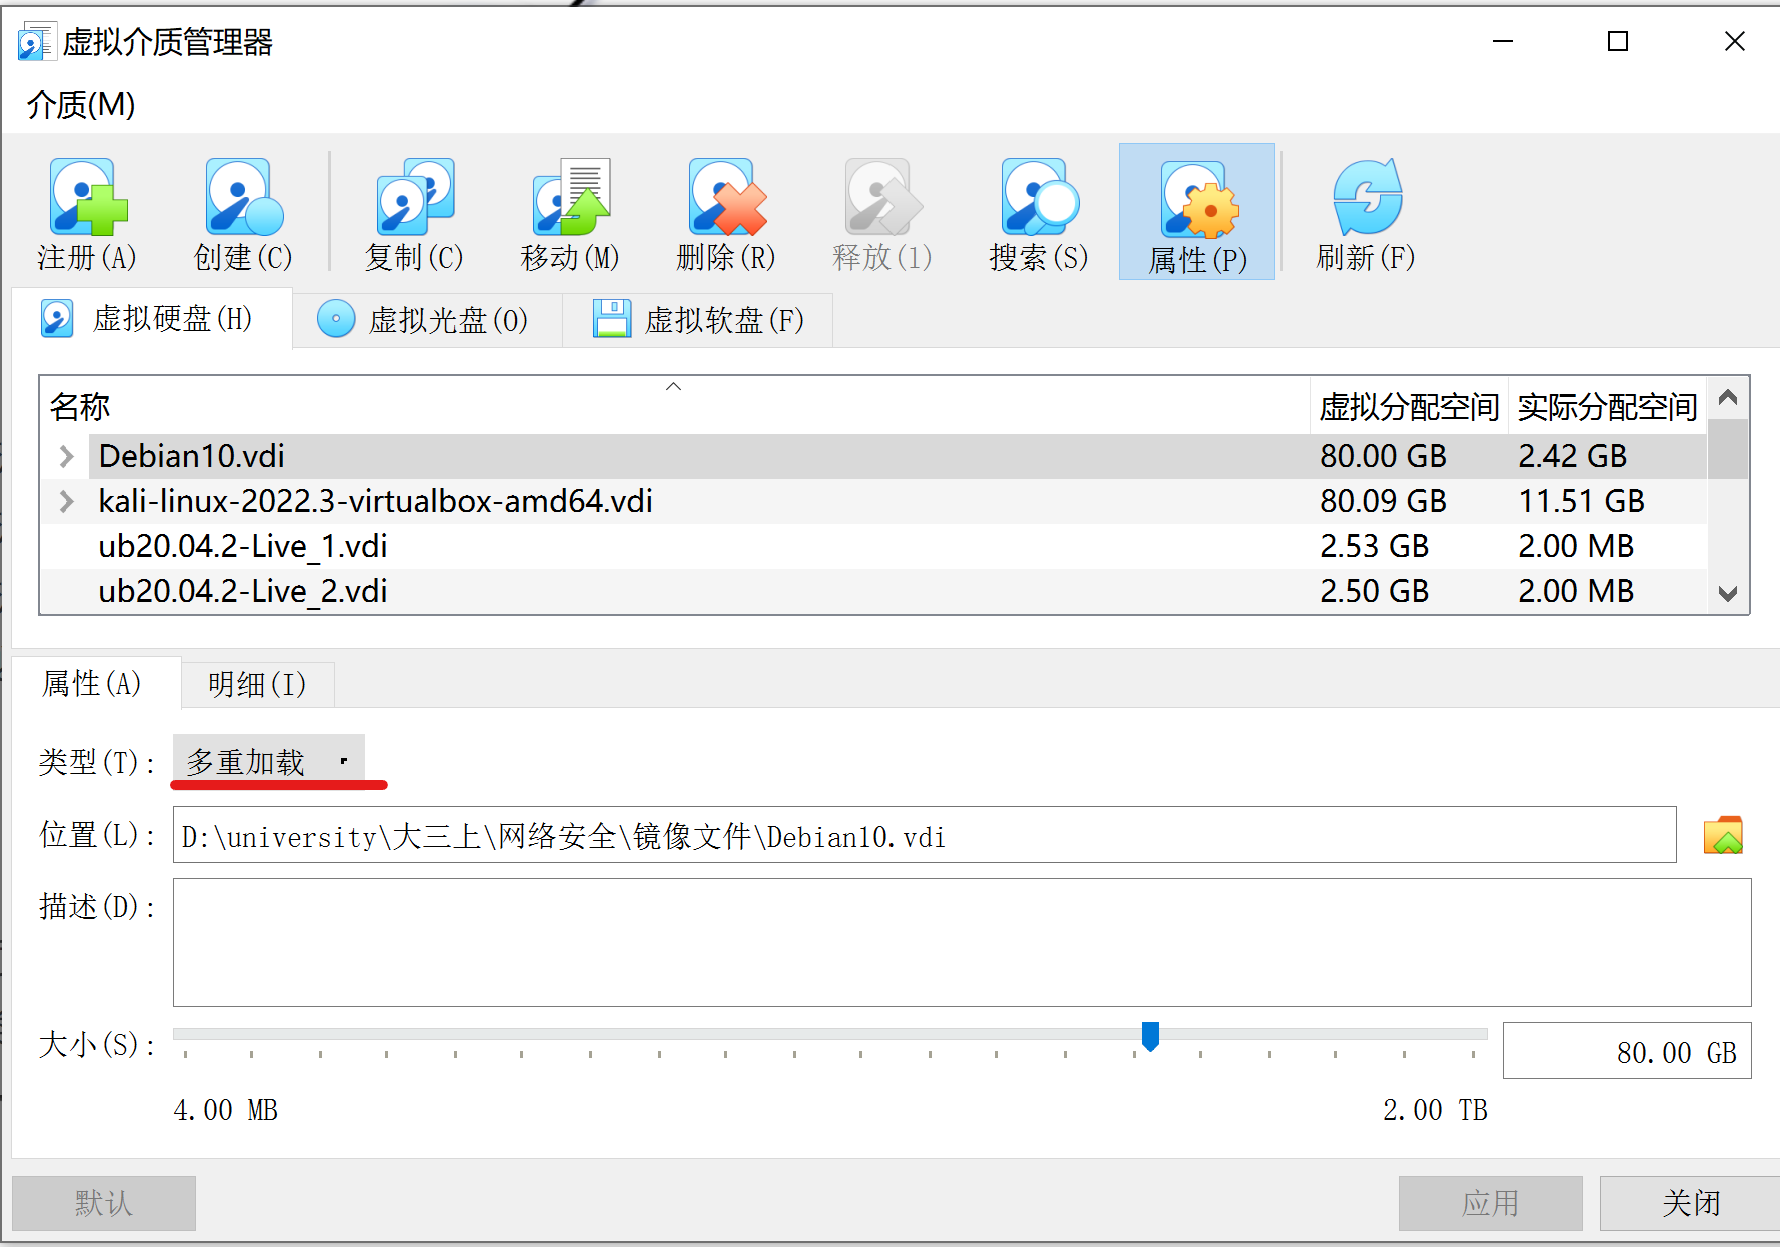 虚拟介质管理器
介质(M)
注册(A) 创建(C) 复制(C) 移动(M) 删除(R) 释放(l) 搜索(S) 属性(P) 刷新(F)
虚拟硬盘(H) 虚拟光盘(O) 虚拟软盘(F)
名称 虚拟分配空间 实际分配空间
Debian10.vdi 80.00 GB 2.42 GB
kali-linux-2022.3-virtualbox-amd64.vdi 80.09 GB 11.51 GB
ub20.04.2-Live_1.vdi 2.53 GB 2.00 MB
ub20.04.2-Live_2.vdi 2.50 GB 2.00 MB
属性(A) 明细(I)
类型(T): 多重加载
位置(L): D:\university\大三上\网络安全\镜像文件\Debian10.vdi
描述(D):
大小(S): 80.00 GB
4.00 MB 2.00 TB
默认 应用 关闭